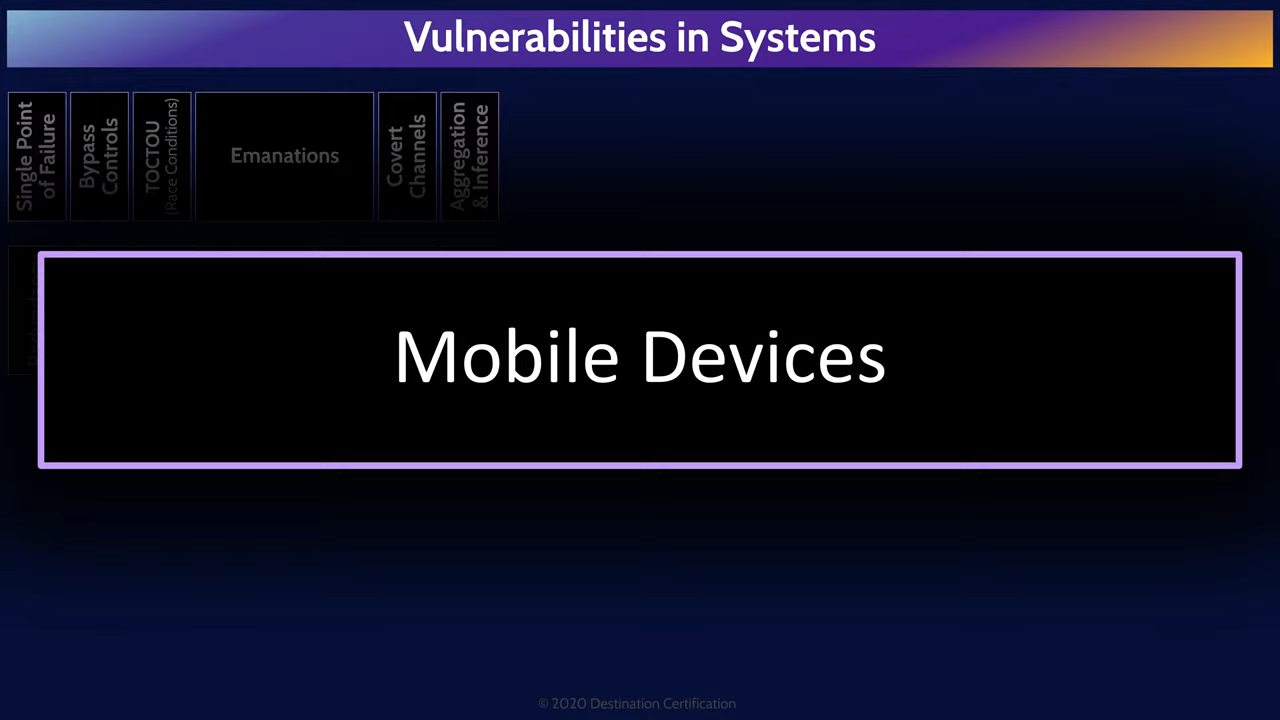 Vulnerabilities in Systems
Single Point
of Failure
Bypass
Controls
TOCTOU
(Race Conditions)
Emanations
Covert
Channels
Aggregation
& Inference
Mobile Devices
© 2020 Destination Certification